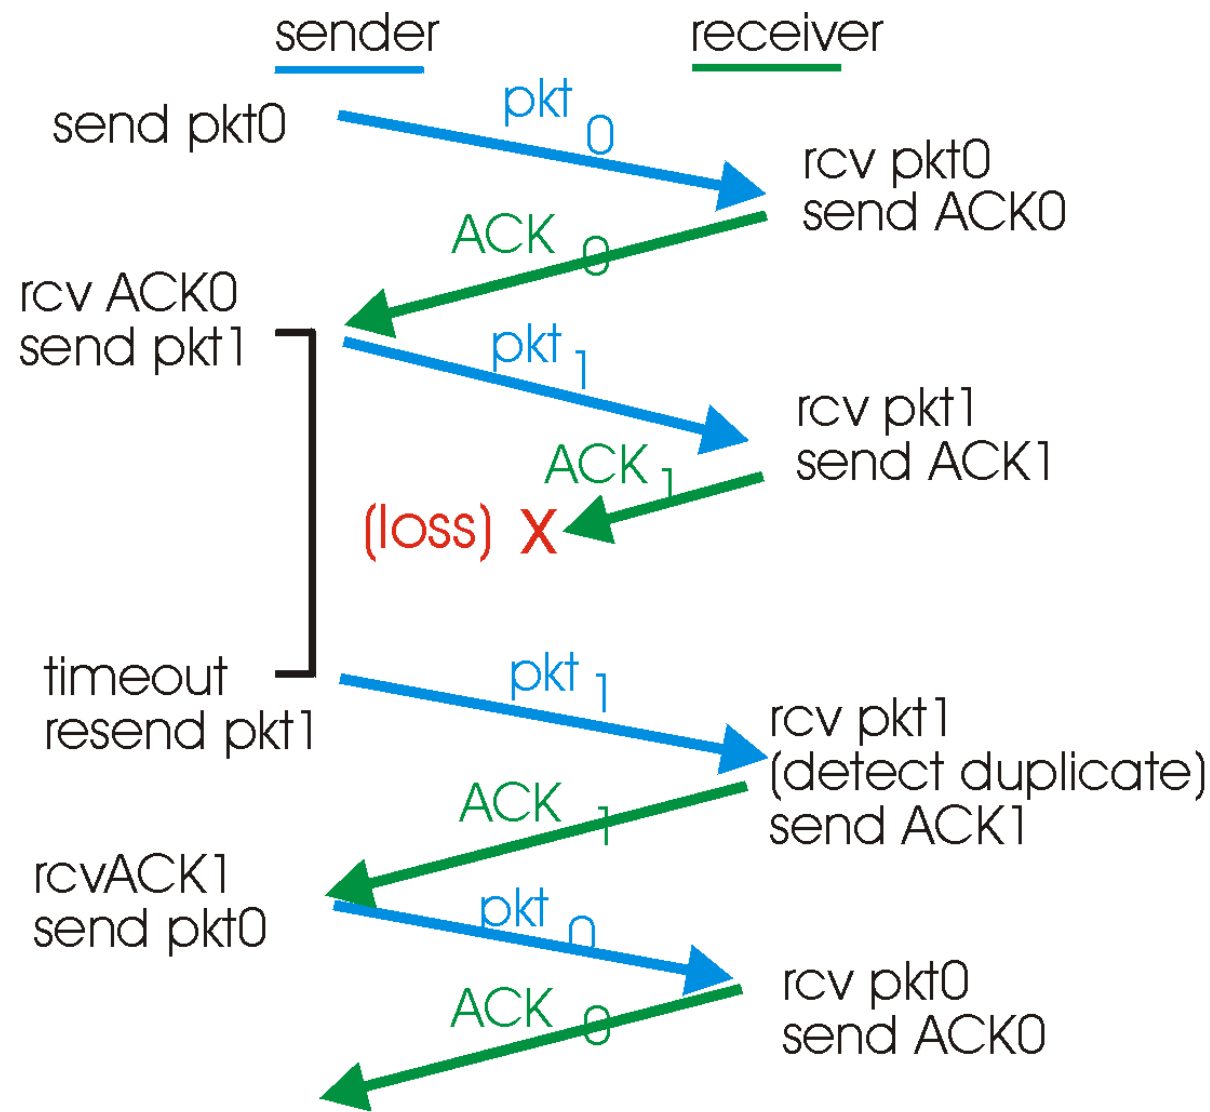 sender
receiver
send pkt0
pkt 0
rcv pkt0
send ACK0
ACK 0
rcv ACK0
send pkt1
pkt 1
rcv pkt1
send ACK1
ACK 1
(loss) X
timeout
resend pkt1
pkt 1
rcv pkt1
(detect duplicate)
send ACK1
ACK 1
rcvACK1
send pkt0
pkt 0
rcv pkt0
send ACK0
ACK 0